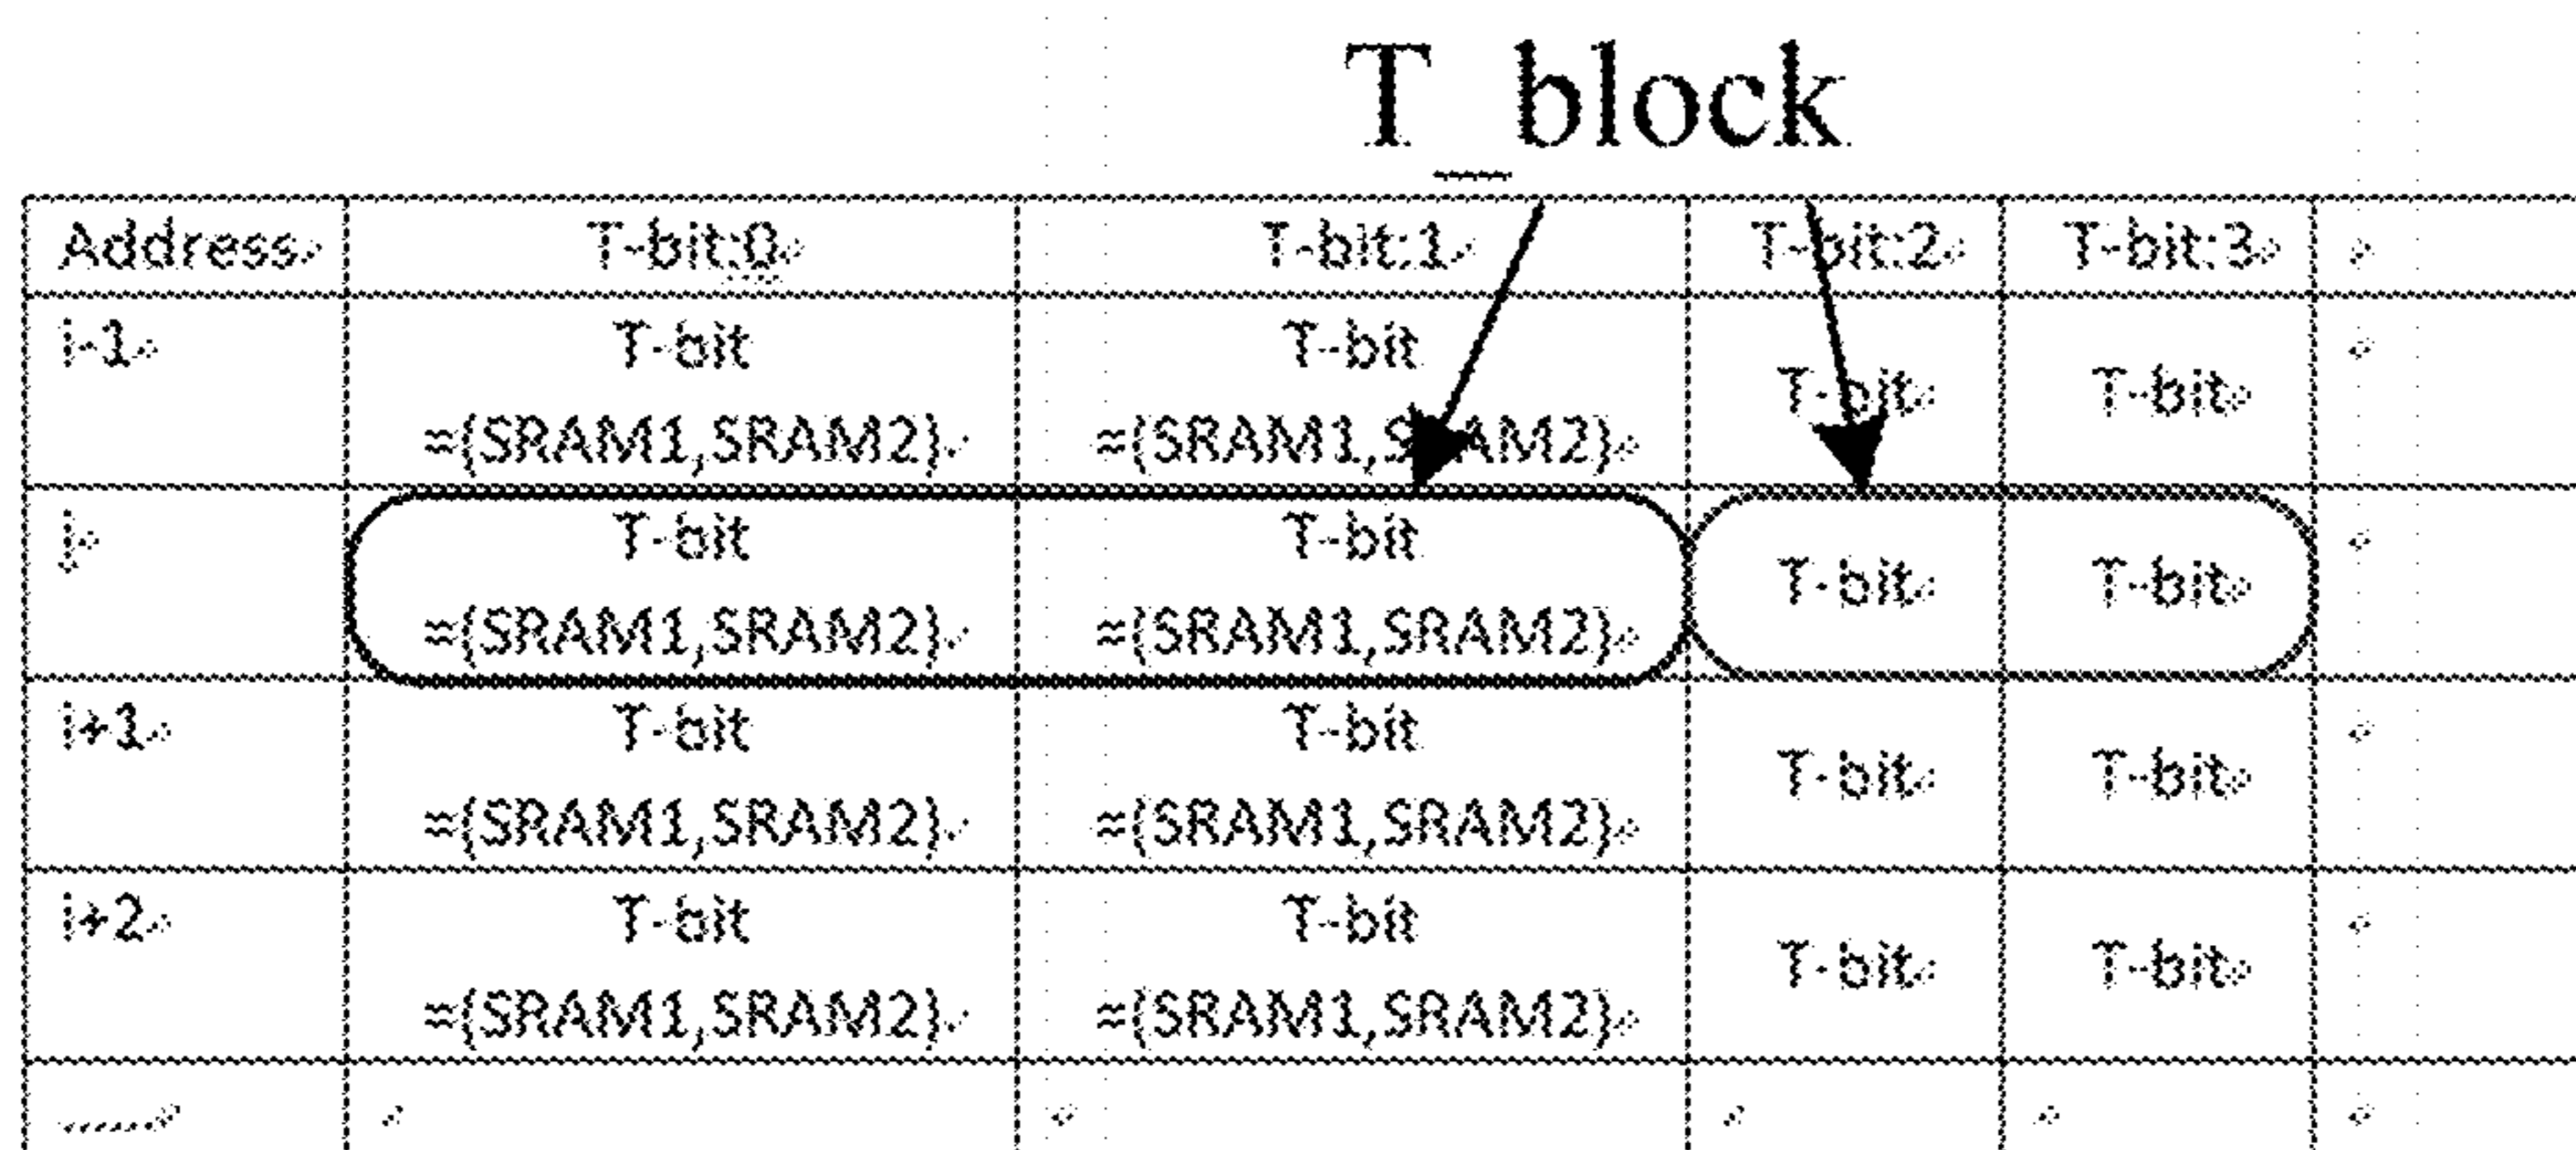 T_block
Address T-bit:0 T-bit:1 T-bit:2 T-bit:3
i-1 T-bit T-bit
T-bit T-bit
=(SRAM1,SRAM2) =(SRAM1,SRAM2)
i T-bit T-bit
T-bit T-bit
=(SRAM1,SRAM2) =(SRAM1,SRAM2)
i+1 T-bit T-bit
T-bit T-bit
=(SRAM1,SRAM2) =(SRAM1,SRAM2)
i+2 T-bit T-bit
T-bit T-bit
=(SRAM1,SRAM2) =(SRAM1,SRAM2)
......